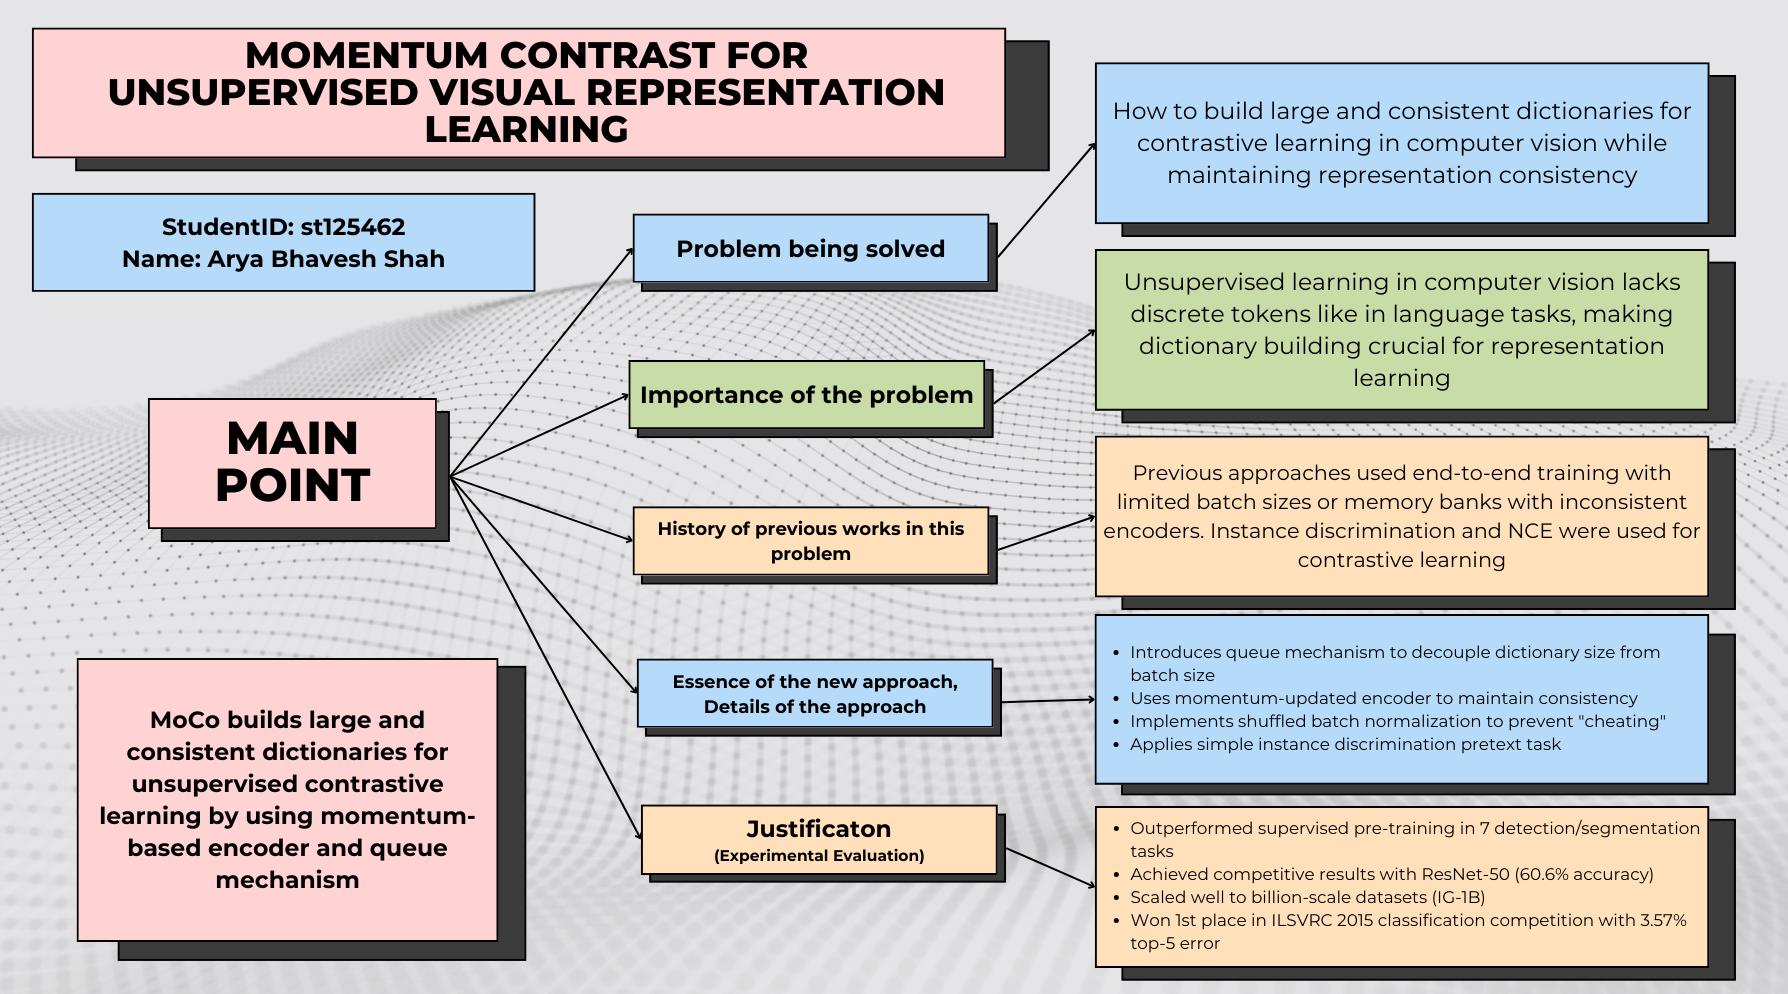 MOMENTUM CONTRAST FOR
UNSUPERVISED VISUAL REPRESENTATION
LEARNING
StudentID: st125462
Name: Arya Bhavesh Shah
MAIN
POINT
MoCo builds large and
consistent dictionaries for
unsupervised contrastive
learning by using momentum-
based encoder and queue
mechanism
Problem being solved
How to build large and consistent dictionaries for
contrastive learning in computer vision while
maintaining representation consistency
Importance of the problem
Unsupervised learning in computer vision lacks
discrete tokens like in language tasks, making
dictionary building crucial for representation
learning
History of previous works in this
problem
Previous approaches used end-to-end training with
limited batch sizes or memory banks with inconsistent
encoders. Instance discrimination and NCE were used for
contrastive learning
Essence of the new approach,
Details of the approach
• Introduces queue mechanism to decouple dictionary size from
batch size
• Uses momentum-updated encoder to maintain consistency
• Implements shuffled batch normalization to prevent "cheating"
• Applies simple instance discrimination pretext task
Justificaton
(Experimental Evaluation)
• Outperformed supervised pre-training in 7 detection/segmentation
tasks
• Achieved competitive results with ResNet-50 (60.6% accuracy)
• Scaled well to billion-scale datasets (IG-1B)
• Won 1st place in ILSVRC 2015 classification competition with 3.57%
top-5 error